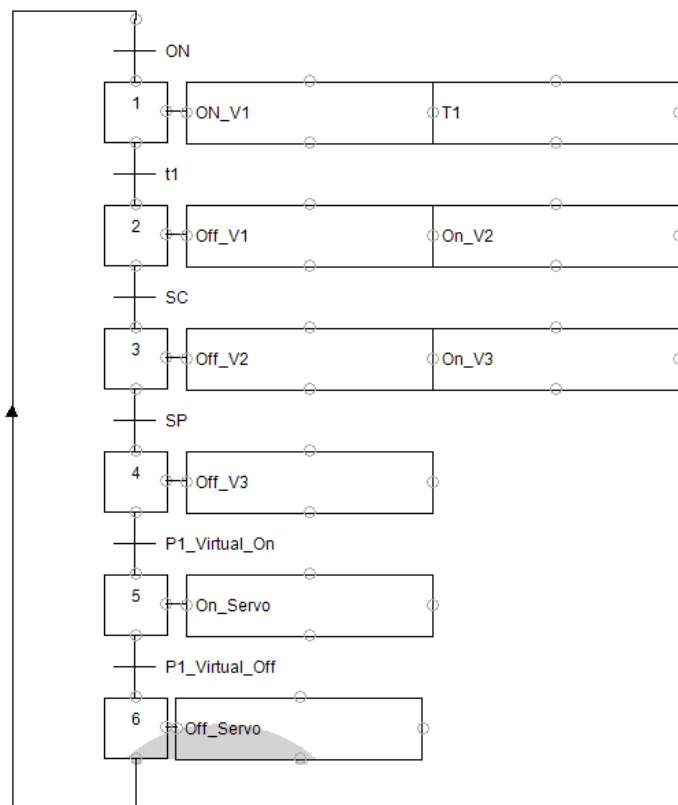 ON
1 ON_V1 T1
t1
2 Off_V1 On_V2
SC
3 Off_V2 On_V3
SP
4 Off_V3
P1_Virtual_On
5 On_Servo
P1_Virtual_Off
6 Off_Servo